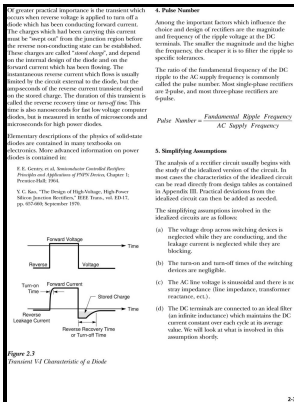 Of greater practical importance is the transient which
occurs when reverse voltage is applied to turn off a
diode which has been conducting forward current.
The charges which had been carrying this current
must be "swept out" from the junction region before
the reverse non-conducting state can be established.
These charges are called "stored charge", and depend
on the internal design of the diode and on the
forward current which has been flowing. The
instantaneous reverse current which flows is usually
limited by the circuit external to the diode, but the
amp-seconds of the reverse current transient depend
on the stored charge. The duration of this transient is
called the reverse recovery time or turn-off time. This
time is also nanoseconds for fast low voltage computer
diodes, but is measured in tenths of microseconds and
microseconds for high power diodes.
Elementary descriptions of the physics of solid-state
diodes are contained in many textbooks on
electronics. More advanced information on power
diodes is contained in:
F. E. Gentry, et al, Semiconductor Controlled Rectifiers:
Principles and Applications of PNPN Devices, Chapter 1;
Prentice-Hall; 1964.
Y. C. Kao, "The Design of High-Voltage, High-Power
Silicon Junction Rectifiers," IEEE Trans., vol. ED-17,
pp. 657-660; September 1970.
Forward Voltage
Time
Reverse
Voltage
Turn-on
Time
Forward Current
Stored Charge
Time
Reverse
Leakage Current
Reverse Recovery Time
or Turn-off Time
Figure 2.3
Transient V-I Characteristic of a Diode
4. Pulse Number
Among the important factors which influence the
choice and design of rectifiers are the magnitude
and frequency of the ripple voltage at the DC
terminals. The smaller the magnitude and the higher
the frequency, the easier it is to filter the ripple to
specific tolerances.
The ratio of the fundamental frequency of the DC
ripple to the AC supply frequency is commonly
called the pulse number. Most single-phase rectifiers
are 2-pulse, and most three-phase rectifiers are
6-pulse.
Pulse Number = Fundamental Ripple Frequency
AC Supply Frequency
5. Simplifying Assumptions
The analysis of a rectifier circuit usually begins with
the study of the idealized version of the circuit. In
most cases the characteristics of the idealized circuit
can be read directly from design tables as contained
in Appendix III. Practical deviations from the
idealized circuit can then be added as needed.
The simplifying assumptions involved in the
idealized circuits are as follows:
(a) The voltage drop across switching devices is
neglected while they are conducting, and the
leakage current is neglected while they are
blocking.
(b) The turn-on and turn-off times of the switching
devices are negligible.
(c) The AC line voltage is sinusoidal and there is no
stray impedance (line impedance, transformer
reactance, ect.).
(d) The DC terminals are connected to an ideal filter
(an infinite inductance) which maintains the DC
current constant over each cycle at its average
value. We will look at what is involved in this
assumption shortly.